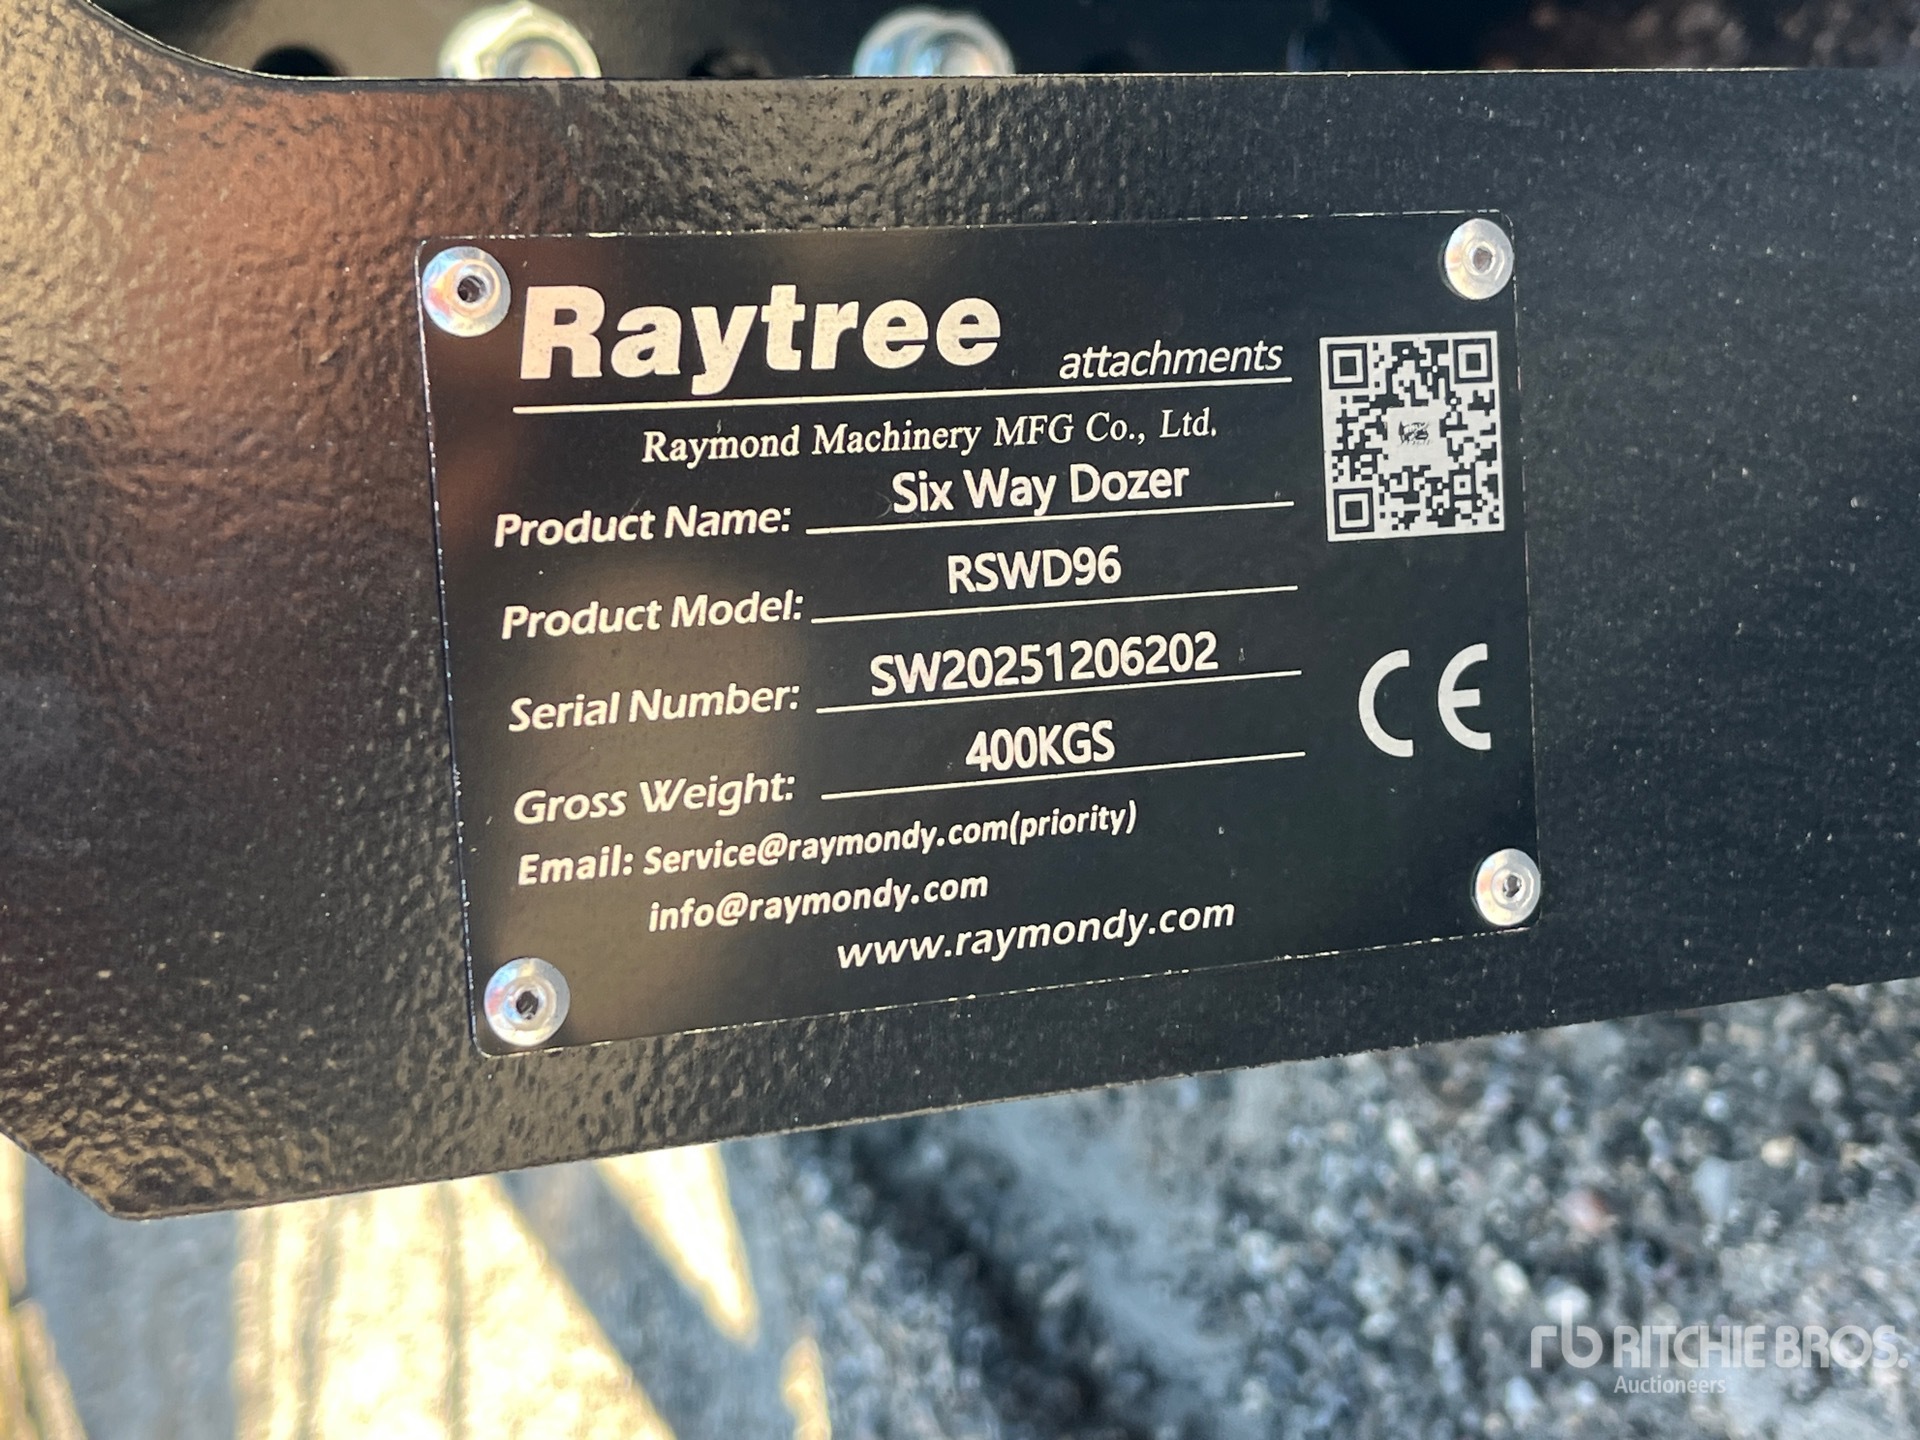 Raytree attachments
Raymond Machinery MFG Co., Ltd.
Product Name: Six Way Dozer
Product Model: RSWD96
Serial Number: SW20251206202
Gross Weight: 400KGS
Email: Service@raymondy.com(priority)
info@raymondy.com
www.raymondy.com
CE
rb RITCHIE BROS.
Auctioneers